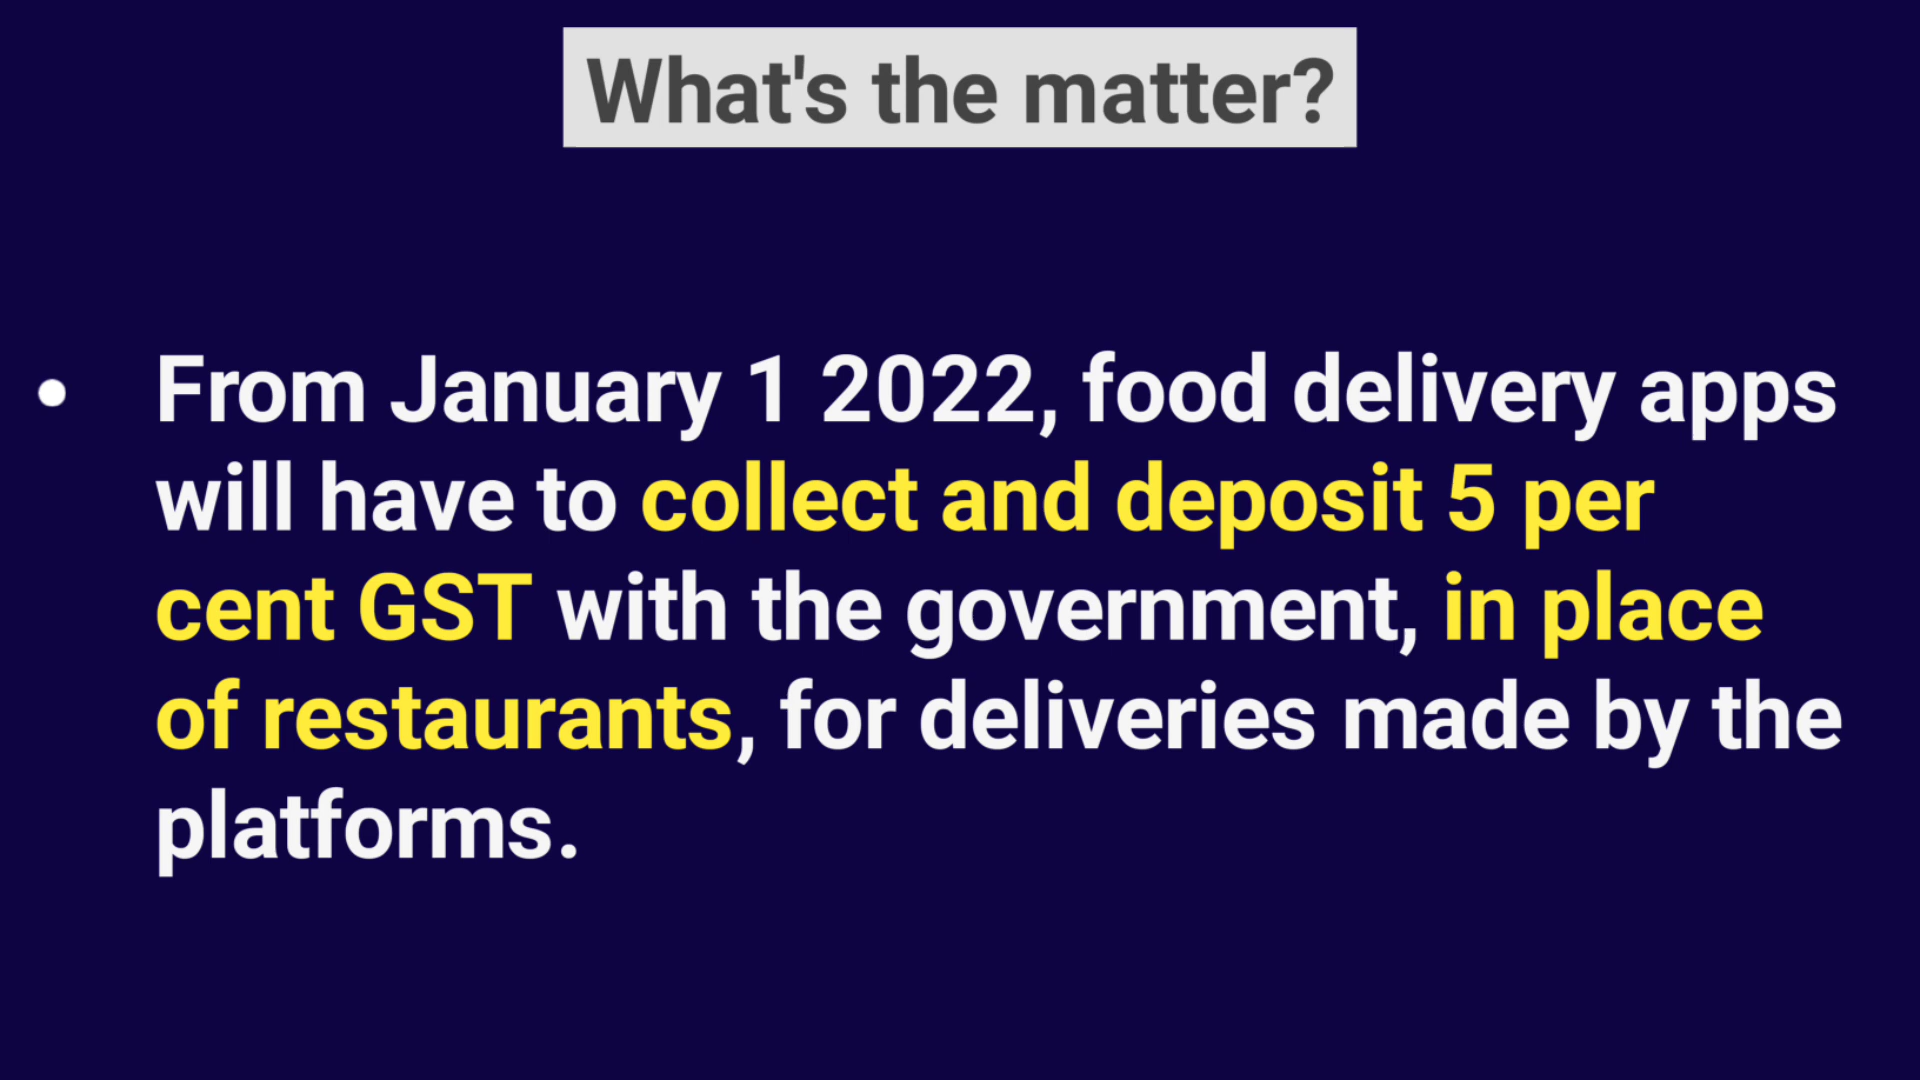 What's the matter?
• From January 1 2022, food delivery apps
will have to collect and deposit 5 per
cent GST with the government, in place
of restaurants, for deliveries made by the
platforms.